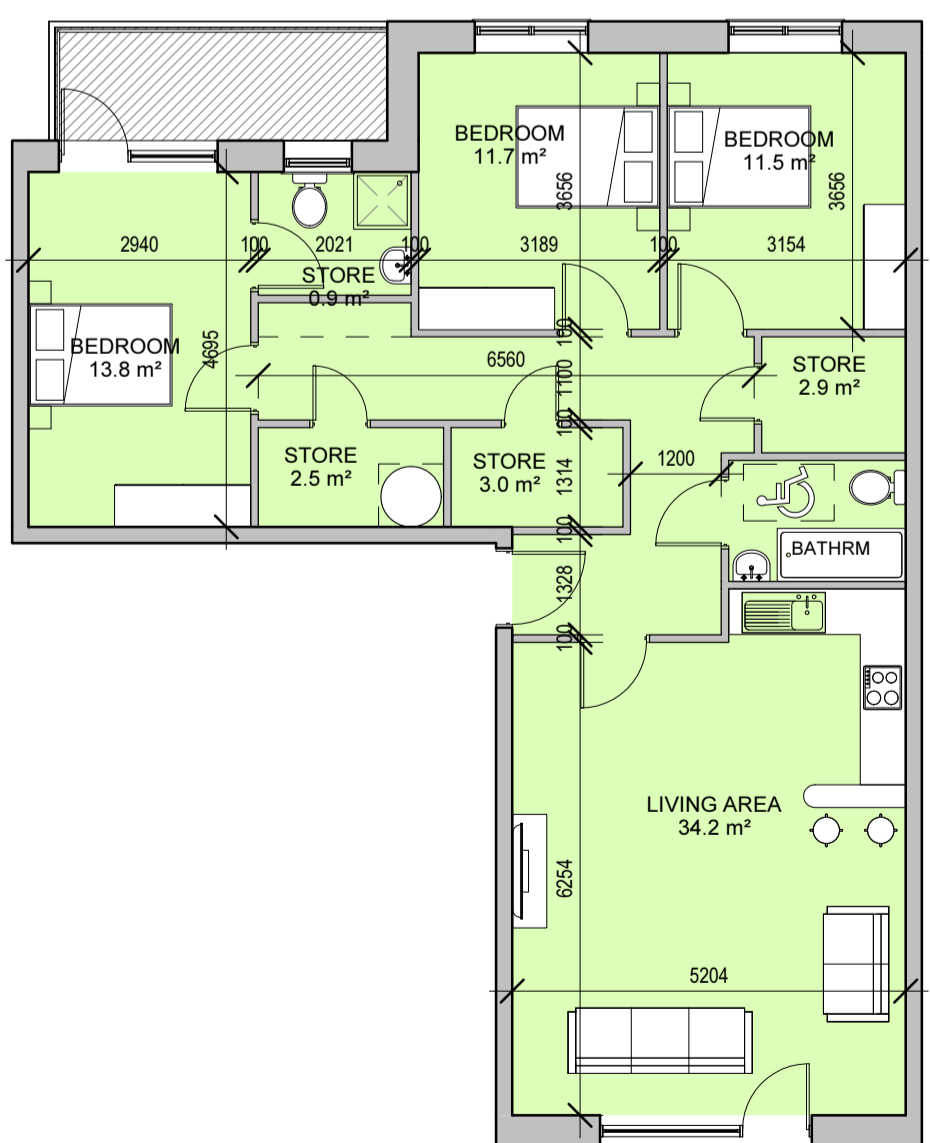 BEDROOM
11.7 m²
BEDROOM
11.5 m²
3656
3656
2940
100
2021
100
3189
100
3154
STORE
0.9 m²
BEDROOM
13.8 m²
4695
100
6560
1100
STORE
2.9 m²
100
STORE
2.5 m²
STORE
3.0 m²
1314
1200
100
BATHRM
1328
100
LIVING AREA
34.2 m²
6254
5204